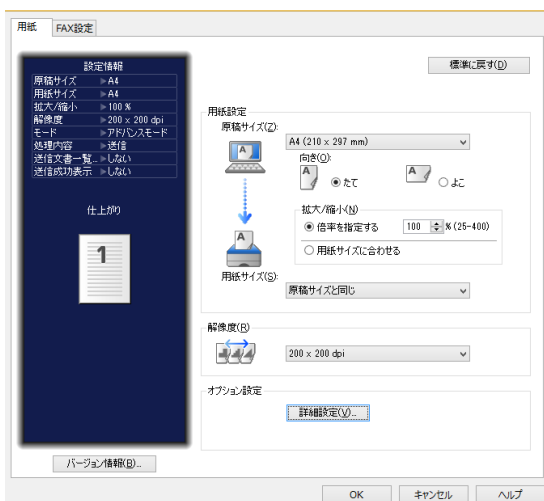 用紙 FAX設定
標準に戻す(D)
設定情報
原稿サイズ ▶A4
用紙サイズ ▶A4
拡大/縮小 ▶100 %
解像度 ▶200 x 200 dpi
モード ▶アドバンスモード
処理内容 ▶送信
送信文書一覧... ▶しない
送信成功表示 ▶しない
仕上がり
1
バージョン情報(B)...
用紙設定
原稿サイズ(Z):
A4 (210 x 297 mm)
向き(O):
A たて A よこ
A
拡大/縮小(N)
倍率を指定する 100 % (25-400)
用紙サイズに合わせる
A
用紙サイズ(S):
原稿サイズと同じ
解像度(R)
200 x 200 dpi
オプション設定
詳細設定(V)...
OK キャンセル ヘルプ